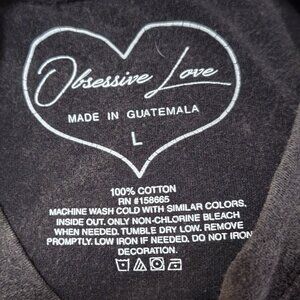 Obsessive Love
MADE IN GUATEMALA
L
100% COTTON
RN #158665
MACHINE WASH COLD WITH SIMILAR COLORS,
INSIDE OUT. ONLY NON-CHLORINE BLEACH
WHEN NEEDED. TUMBLE DRY LOW. REMOVE
PROMPTLY. LOW IRON IF NEEDED. DO NOT IRON
DECORATION.